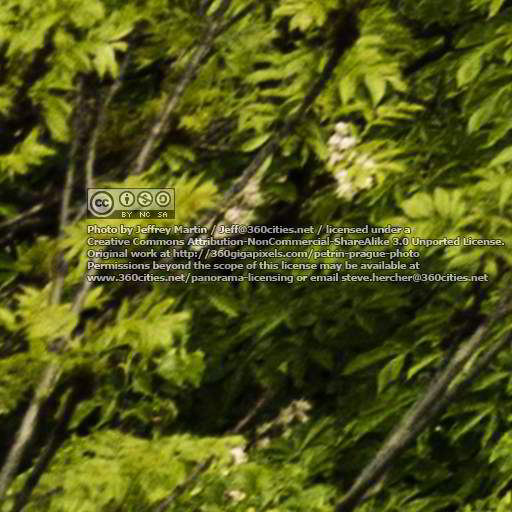 cc
BY NC SA
Photo by Jeffrey Martin / Jeff@360cities.net / licensed under a
Creative Commons Attribution-NonCommercial-ShareAlike 3.0 Unported License.
Original work at http://360gigapixels.com/petrin-prague-photo
Permissions beyond the scope of this license may be available at
www.360cities.net/panorama-licensing or email steve.hercher@360cities.net